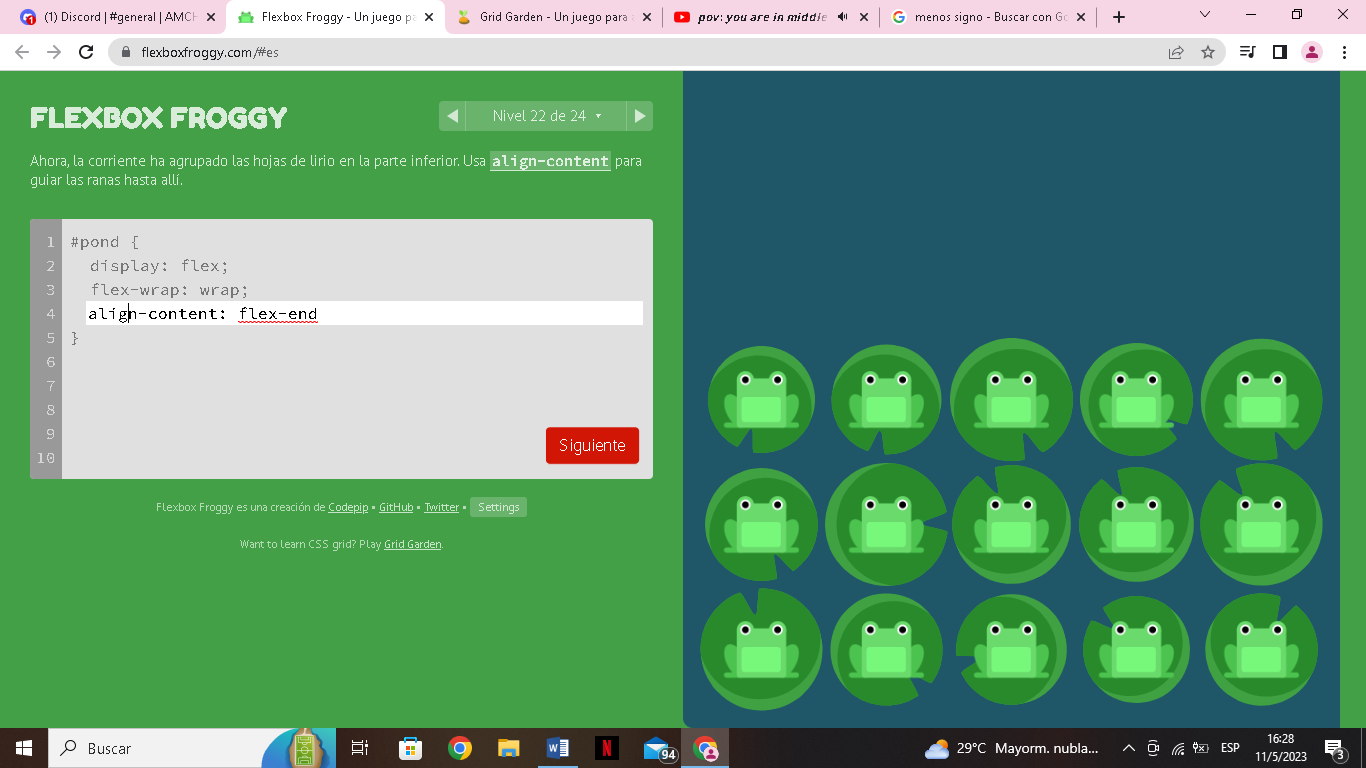 (1) Discord | #general | AMCH
Flexbox Froggy - Un juego pa
Grid Garden - Un juego para
pov: you are in middle
menos signo - Buscar con Go
flexboxfroggy.com/#es
FLEXBOX FROGGY
Nivel 22 de 24
Ahora, la corriente ha agrupado las hojas de lirio en la parte inferior. Usa align-content para
guiar las ranas hasta allí.
1 #pond {
2 display: flex;
3 flex-wrap: wrap;
4 align-content: flex-end
5 }
6
7
8
9
10
Siguiente
Flexbox Froggy es una creación de Codepip • GitHub • Twitter • Settings
Want to learn CSS grid? Play Grid Garden.
Buscar
94
29°C Mayorm. nubla...
ESP
16:28
11/5/2023
3